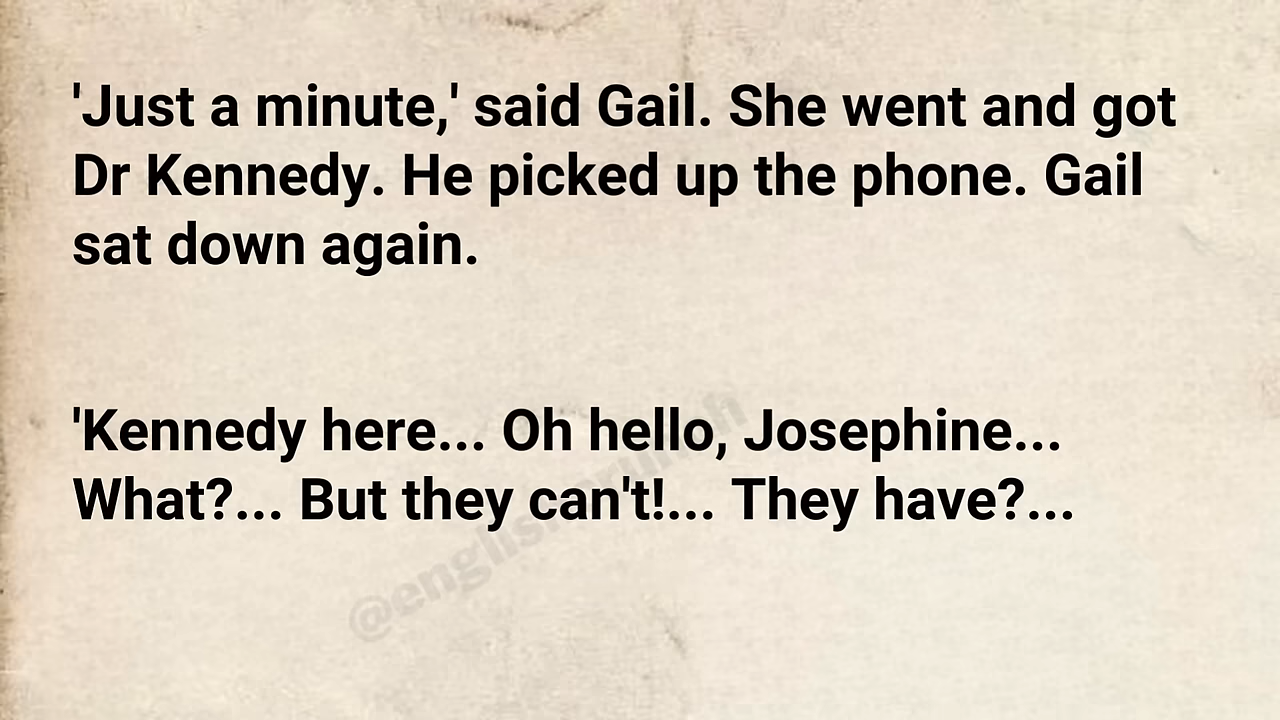 'Just a minute,' said Gail. She went and got
Dr Kennedy. He picked up the phone. Gail
sat down again.
'Kennedy here... Oh hello, Josephine...
What?... But they can't!... They have?...